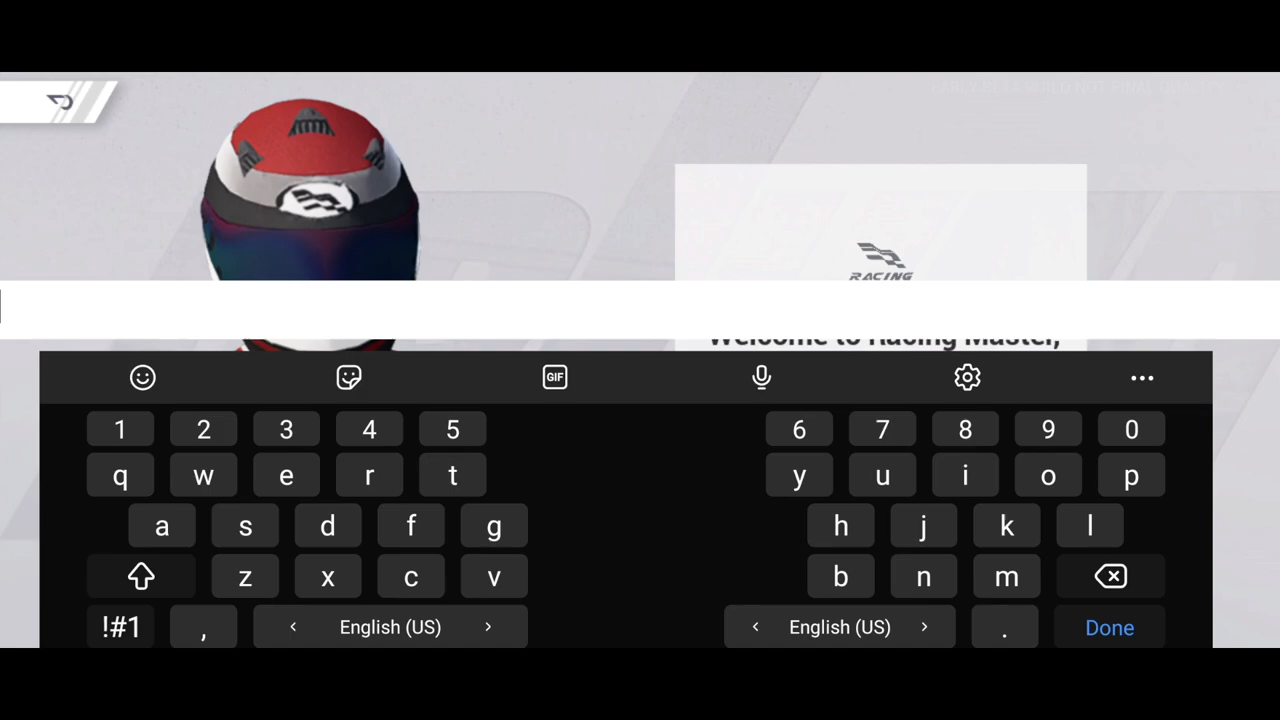 RACING
Welcome to Racing Master,
GIF
1 2 3 4 5 6 7 8 9 0
q w e r t y u i o p
a s d f g h j k l
z x c v b n m
!#1 , < English (US) > < English (US) > . Done